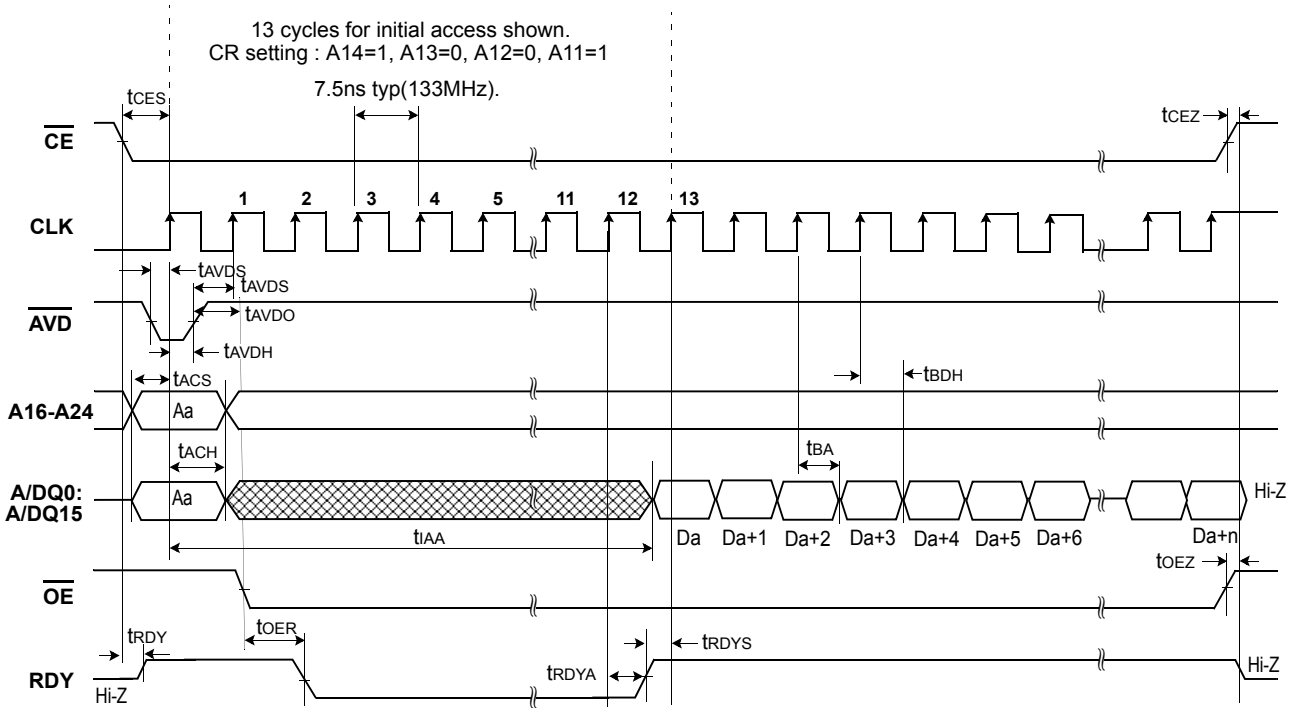 13 cycles for initial access shown.
CR setting : A14=1, A13=0, A12=0, A11=1
7.5ns typ(133MHz).
tCES
tCEZ
CE
1 2 3 4 5 11 12 13
CLK
tAVDS
tAVDS
AVD
tAVDO
tAVDH
tACS
tBDH
A16-A24
Aa
tACH
tBA
A/DQ0:
A/DQ15
Aa
Hi-Z
tIAA
Da Da+1 Da+2 Da+3 Da+4 Da+5 Da+6 Da+n
tOEZ
OE
tOER
tRDY
tRDYS
tRDYA
RDY
Hi-Z
Hi-Z